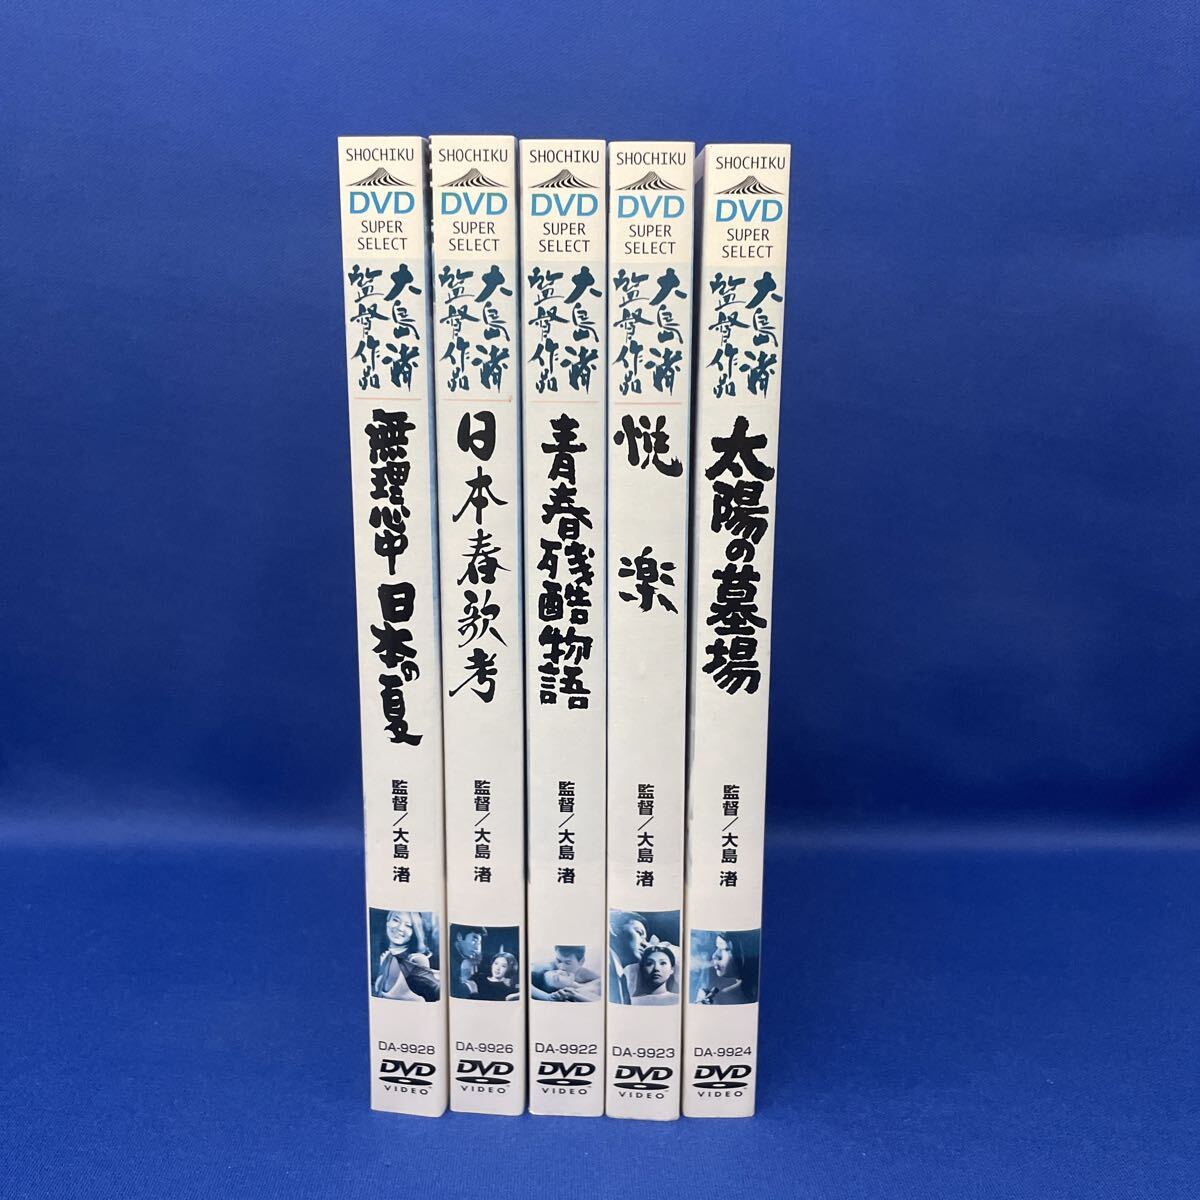 SHOCHIKU
DVD
SUPER
SELECT
大島渚
監督作品
無理心中 日本の夏
監督／大島 渚
DA-9928
DVD
VIDEO
SHOCHIKU
DVD
SUPER
SELECT
大島渚
監督作品
日本春歌考
監督／大島 渚
DA-9926
DVD
VIDEO
SHOCHIKU
DVD
SUPER
SELECT
大島渚
監督作品
青春残酷物語
監督／大島 渚
DA-9922
DVD
VIDEO
SHOCHIKU
DVD
SUPER
SELECT
大島渚
監督作品
悦楽
監督／大島 渚
DA-9923
DVD
VIDEO
SHOCHIKU
DVD
SUPER
SELECT
大島渚
監督作品
太陽の墓場
監督／大島 渚
DA-9924
DVD
VIDEO